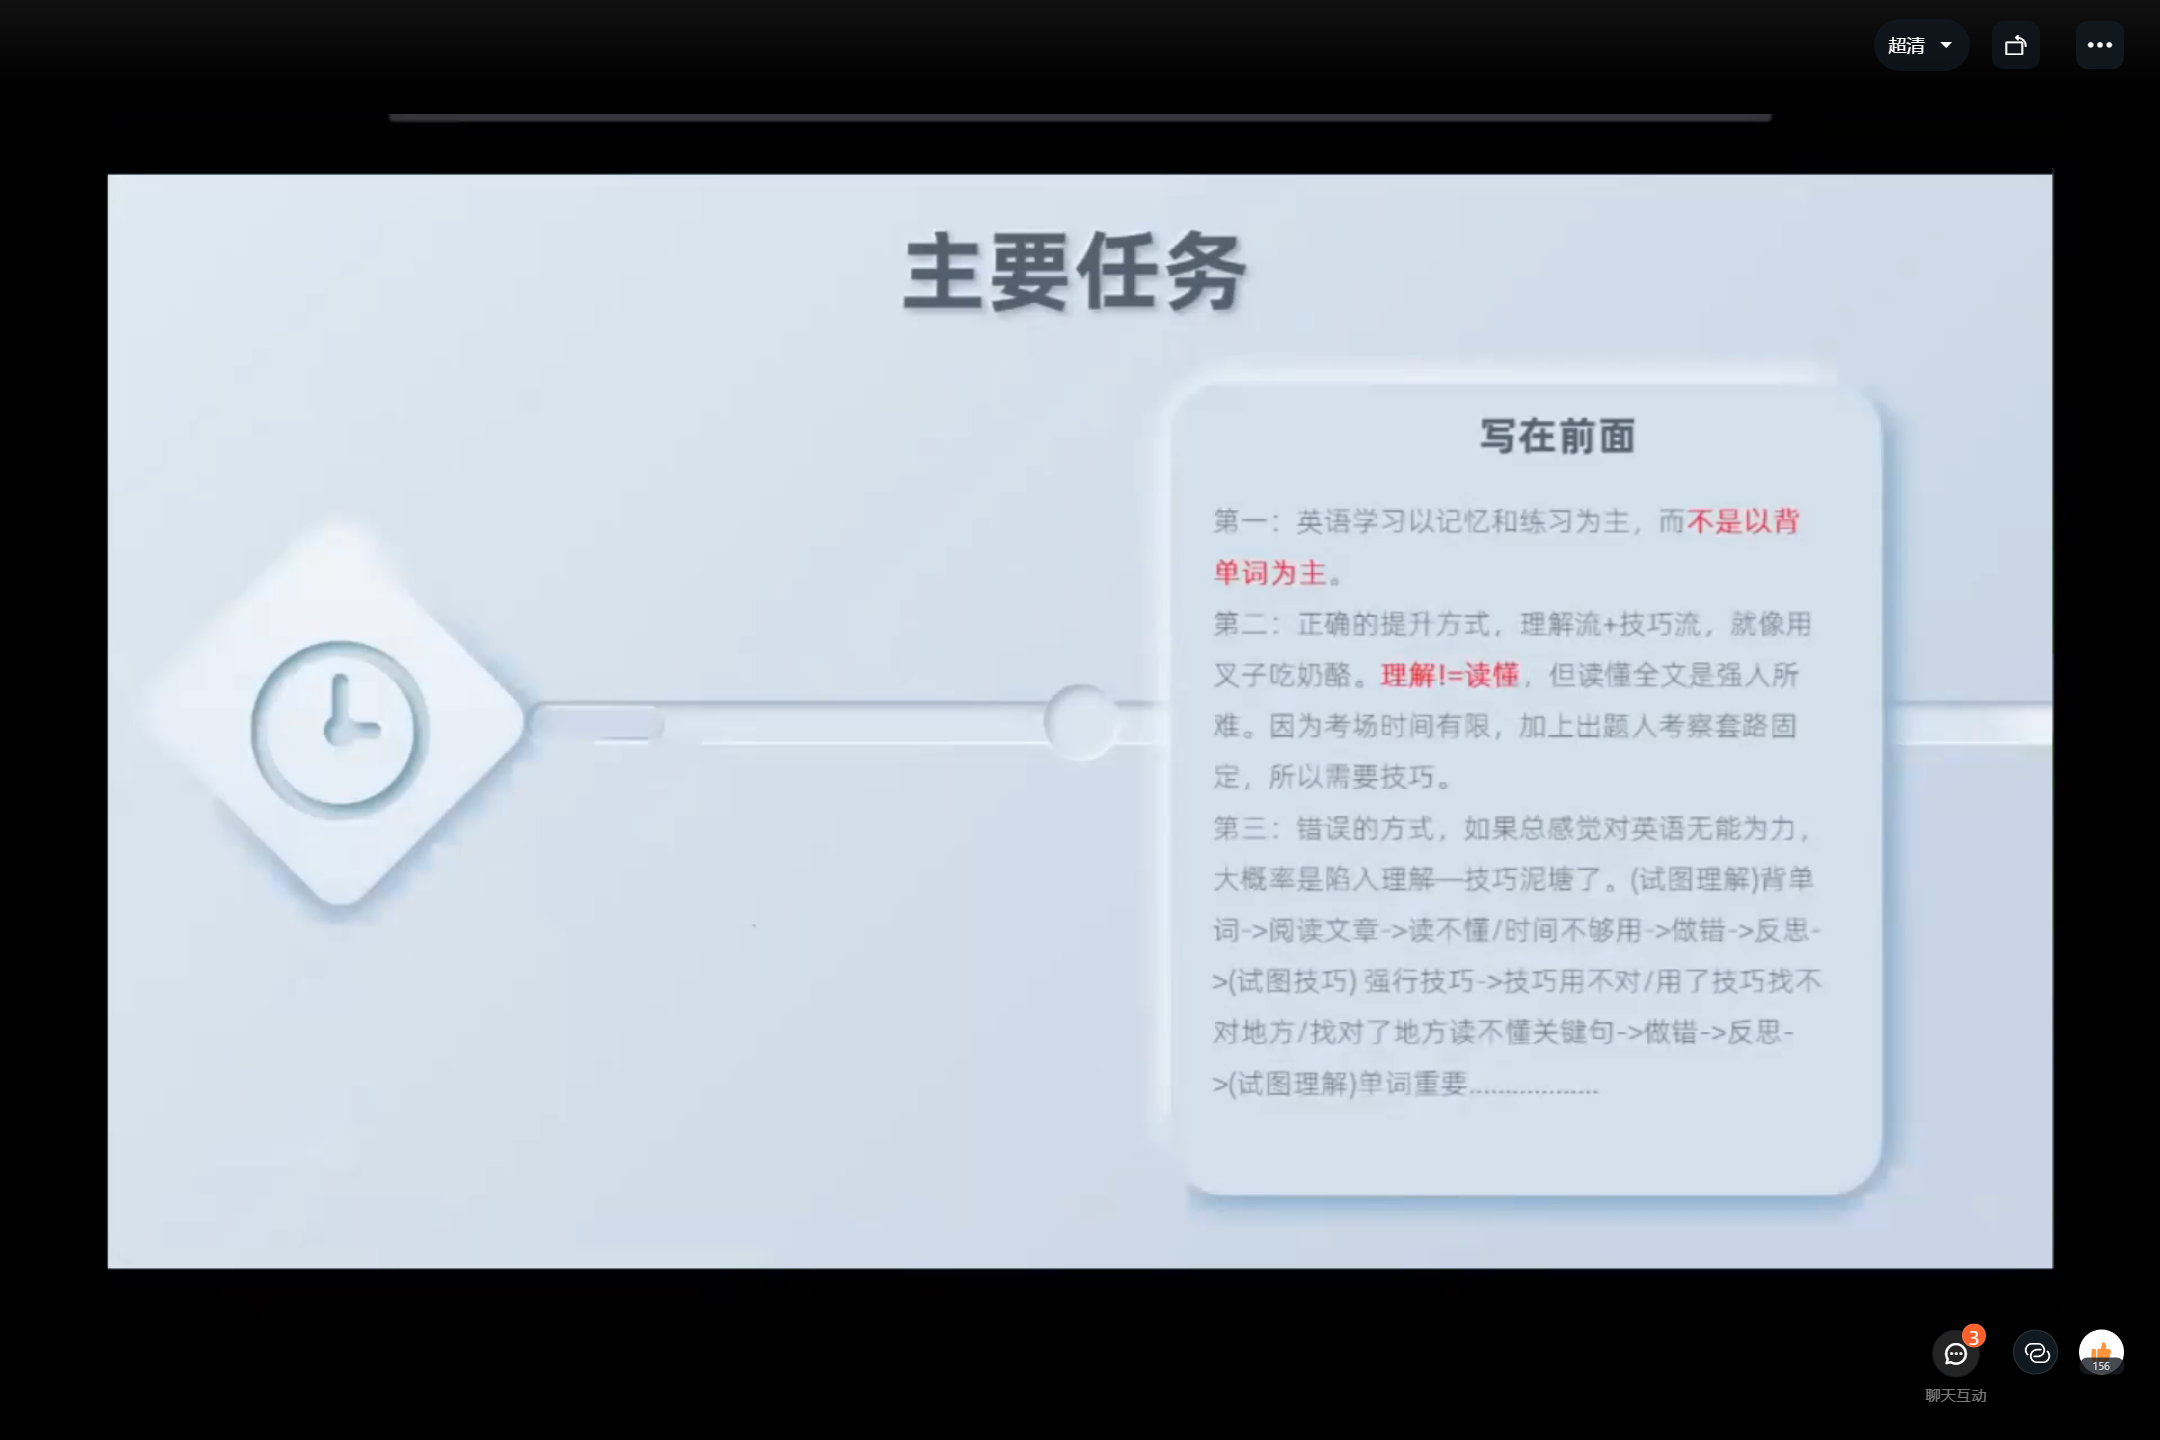 超清
主要任务
写在前面
第一：英语学习以记忆和练习为主，而不是以背
单词为主。
第二：正确的提升方式，理解流+技巧流，就像用
叉子吃奶酪。理解!=读懂，但读懂全文是强人所
难。因为考场时间有限，加上出题人考察套路固
定，所以需要技巧。
第三：错误的方式，如果总感觉对英语无能为力，
大概率是陷入理解—技巧泥塘了。(试图理解)背单
词->阅读文章->读不懂/时间不够用->做错->反思-
>(试图技巧) 强行技巧->技巧用不对/用了技巧找不
对地方/找对了地方读不懂关键句->做错->反思-
>(试图理解)单词重要..................
3
156
聊天互动